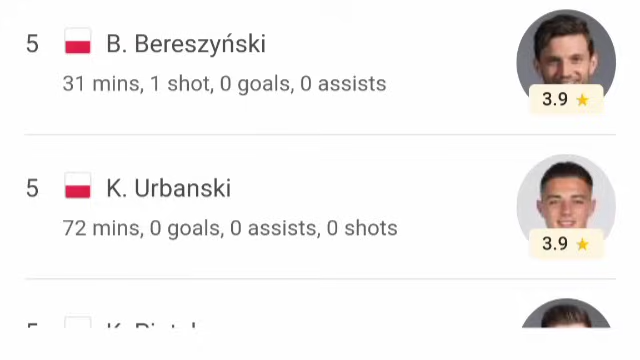 5 B. Bereszyński
31 mins, 1 shot, 0 goals, 0 assists
3.9
5 K. Urbanski
72 mins, 0 goals, 0 assists, 0 shots
3.9